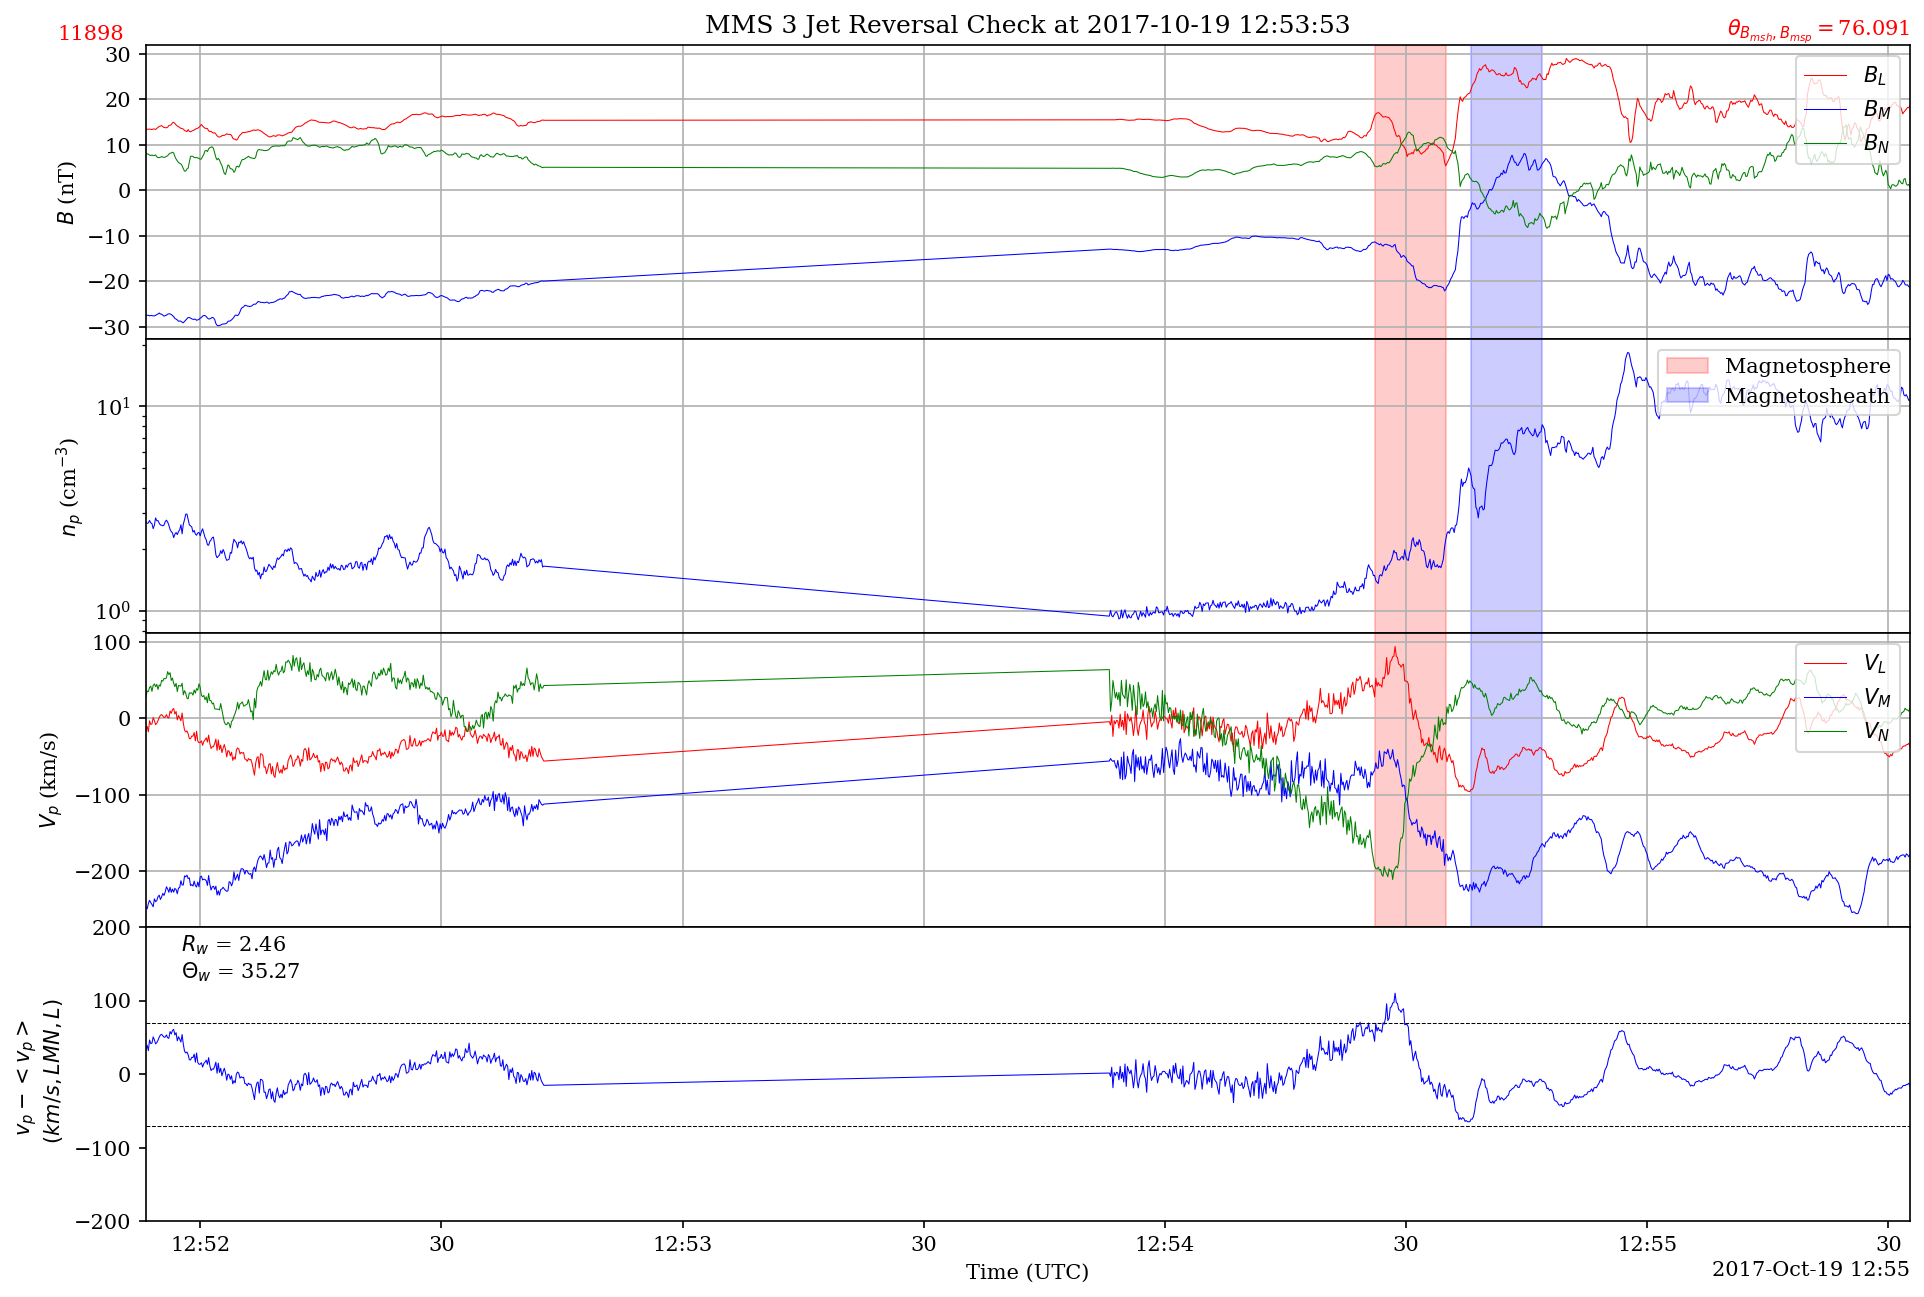 MMS 3 Jet Reversal Check at 2017-10-19 12:53:53
11898
θ_{B_{msh}, B_{msp}} = 76.091
30
20
10
0
−10
−20
−30
B (nT)
B_L
B_M
B_N
10^1
10^0
n_p (cm^{−3})
Magnetosphere
Magnetosheath
100
0
−100
−200
V_p (km/s)
V_L
V_M
V_N
200
100
0
−100
−200
v_p − < v_p >
(km/s, LMN, L)
R_w = 2.46
Θ_w = 35.27
12:52
30
12:53
30
12:54
30
12:55
30
Time (UTC)
2017-Oct-19 12:55